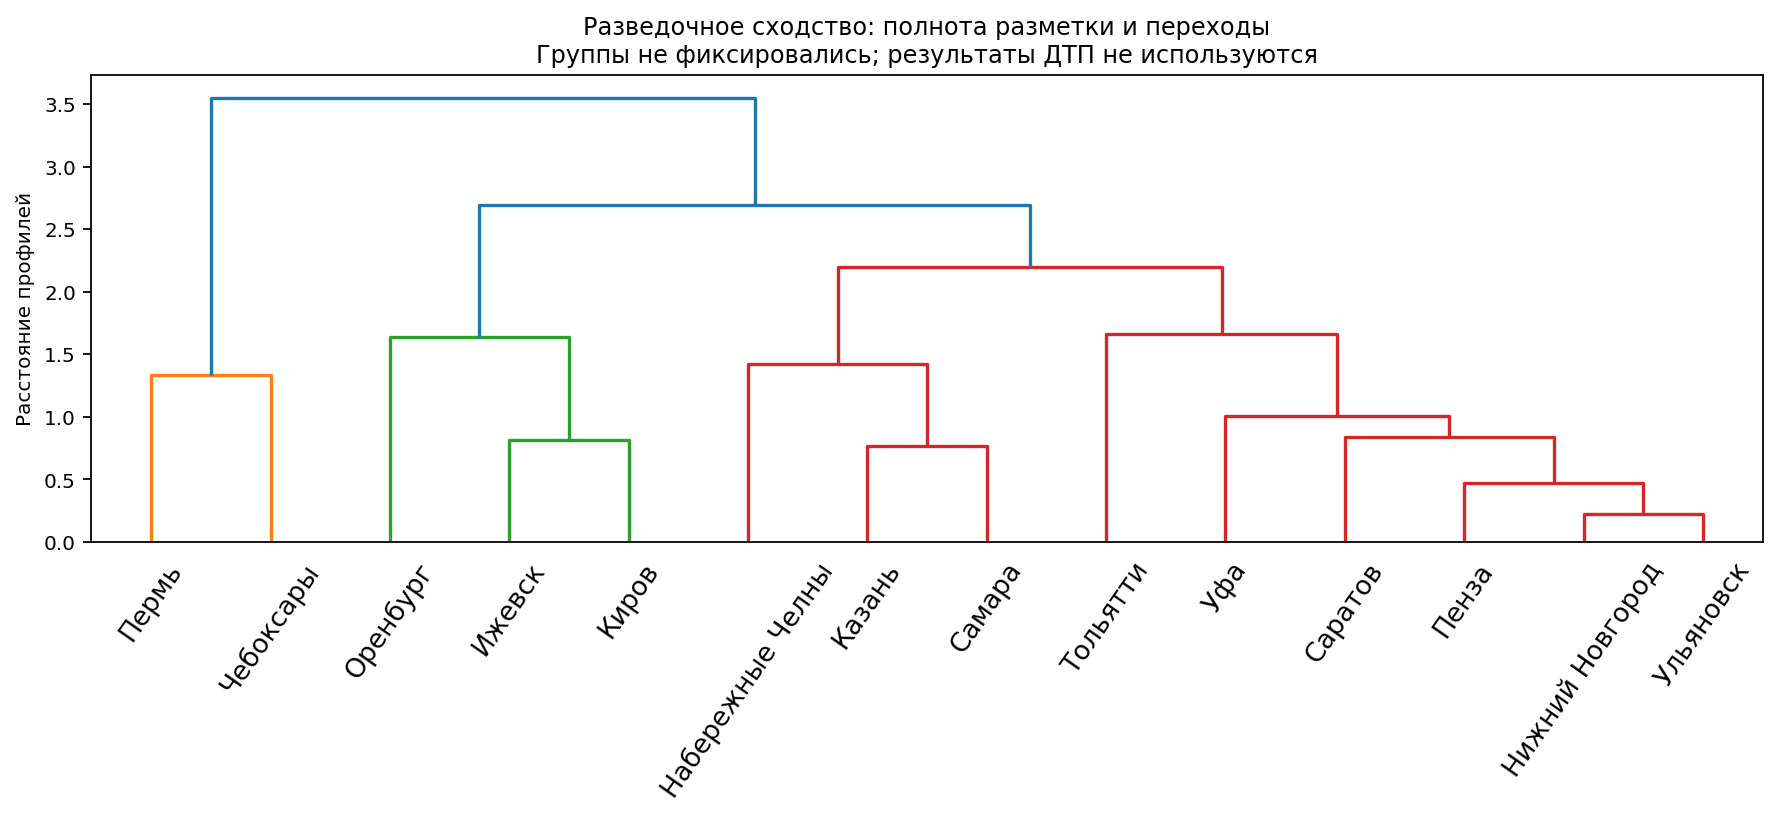 Разведочное сходство: полнота разметки и переходы
Группы не фиксировались; результаты ДТП не используются
Расстояние профилей
3.5
3.0
2.5
2.0
1.5
1.0
0.5
0.0
Пермь
Чебоксары
Оренбург
Ижевск
Киров
Набережные Челны
Казань
Самара
Тольятти
Уфа
Саратов
Пенза
Нижний Новгород
Ульяновск